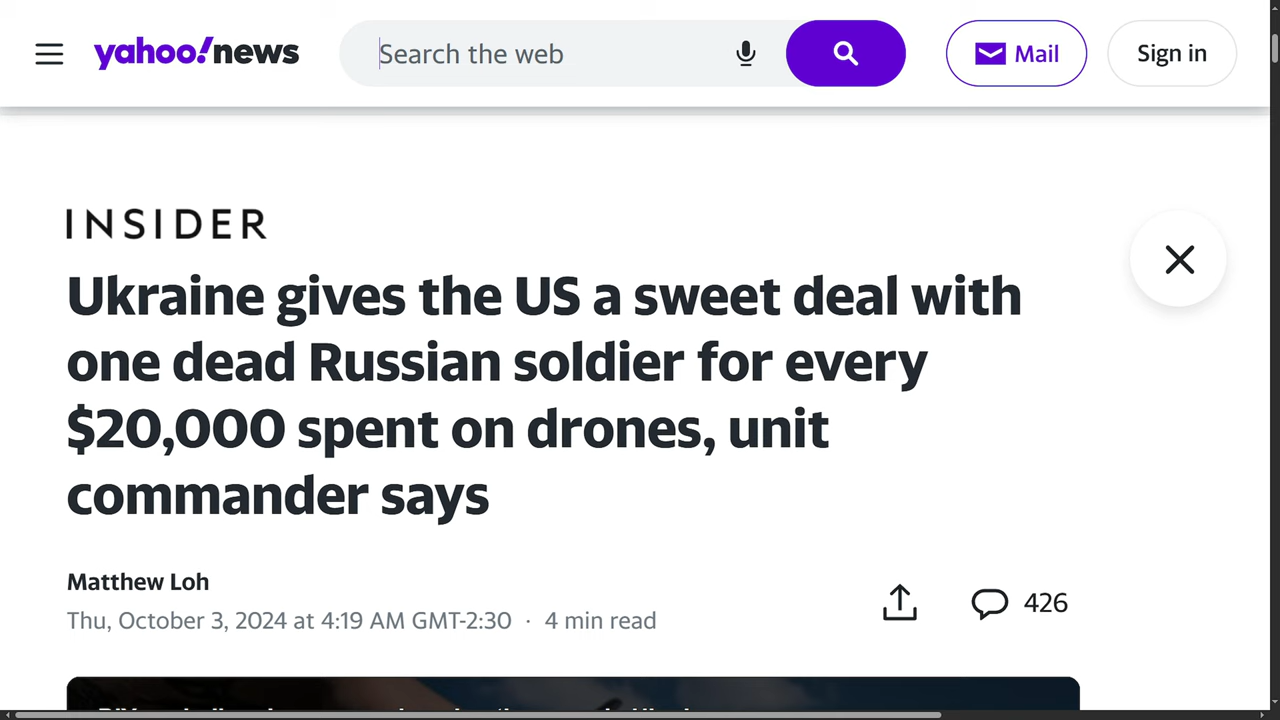 yahoo!news
Search the web
Mail
Sign in
INSIDER
Ukraine gives the US a sweet deal with
one dead Russian soldier for every
$20,000 spent on drones, unit
commander says
Matthew Loh
Thu, October 3, 2024 at 4:19 AM GMT-2:30 · 4 min read
426